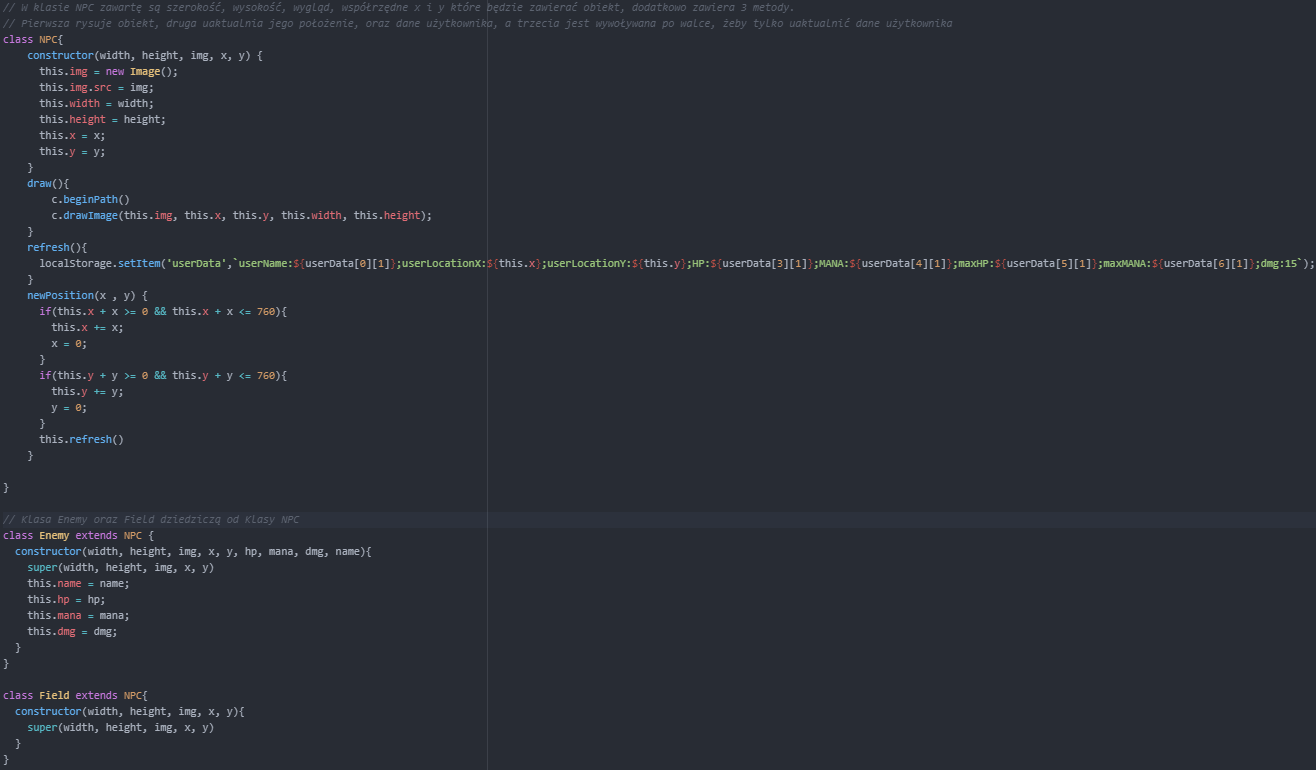 // W klasie NPC zawartę są szerokość, wysokość, wygląd, współrzędne x i y które będzie zawierać obiekt, dodatkowo zawiera 3 metody.
// Pierwsza rysuje obiekt, druga uaktualnia jego położenie, oraz dane użytkownika, a trzecia jest wywoływana po walce, żeby tylko uaktualnić dane użytkownika
class NPC{
    constructor(width, height, img, x, y) {
      this.img = new Image();
      this.img.src = img;
      this.width = width;
      this.height = height;
      this.x = x;
      this.y = y;
    }
    draw(){
        c.beginPath()
        c.drawImage(this.img, this.x, this.y, this.width, this.height);
    }
    refresh(){
      localStorage.setItem('userData',`userName:${userData[0][1]};userLocationX:${this.x};userLocationY:${this.y};HP:${userData[3][1]};MANA:${userData[4][1]};maxHP:${userData[5][1]};maxMANA:${userData[6][1]};dmg:15`);
    }
    newPosition(x , y) {
      if(this.x + x >= 0 && this.x + x <= 760){
        this.x += x;
        x = 0;
      }
      if(this.y + y >= 0 && this.y + y <= 760){
        this.y += y;
        y = 0;
      }
      this.refresh()
    }
}
// Klasa Enemy oraz Field dziedziczą od Klasy NPC
class Enemy extends NPC {
  constructor(width, height, img, x, y, hp, mana, dmg, name){
    super(width, height, img, x, y)
    this.name = name;
    this.hp = hp;
    this.mana = mana;
    this.dmg = dmg;
  }
}
class Field extends NPC{
  constructor(width, height, img, x, y){
    super(width, height, img, x, y)
  }
}